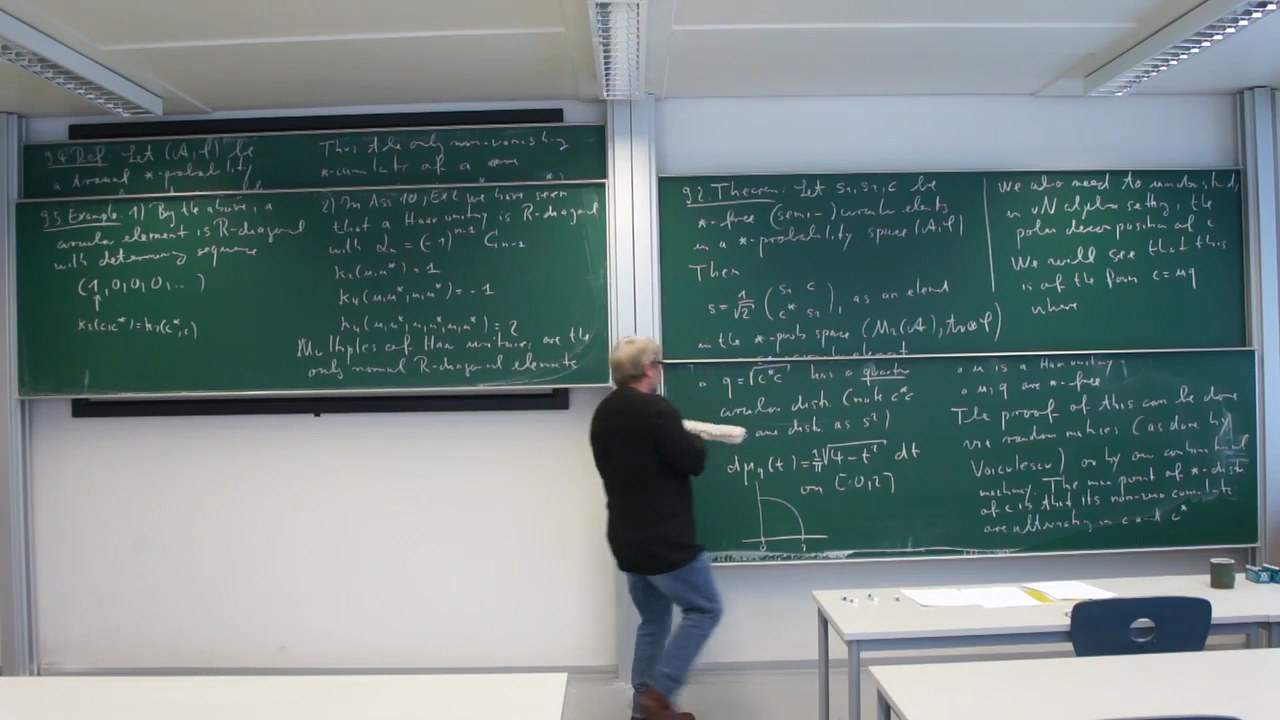 9.4 Def. Let (A, φ) be
a tracial *-probability
Thus the only non-vanishing
*-cumulants of a are
9.5 Example. 1) By the above, a
circular element is R-diagonal
with determining sequence
(1, 0, 0, 0, ...)
k₂(c,c*) = k₂(c*,c)
2) In Ass 10, Ex 2 we have seen
that a Haar unitary is R-diagonal
with αₙ = (-1)ⁿ⁻¹ Cₙ₋₁
k₂(u,u*) = 1
k₄(u,u*,u,u*) = -1
k₆(u,u*,u,u*,u,u*) = 2
Multiples of Haar unitaries are the
only normal R-diagonal elements
9.2. Theorem. Let s₁, s₂, c be
*-free (semi-) circular elements
in a *-probability space (A, φ)
Then
s = 1/√2 (s₁ c
c* s₂), as an element
in the *-prob space (M₂(A), tr⊗φ)
We also need to understand,
in vN algebra setting, the
polar decomposition of c
We will see that this
is of the form c = uq
where
q = √c*c has a quarter
circular distr. (note c*c
same distr. as s²)
dμ_q(t) = 1/π √4-t² dt
on [0,2]
0 2
u is a Haar unitary
u, q are *-free
The proof of this can be done
via random matrices (as done by
Voiculescu) or by our combinatorial
machinery. The main point of *-distr
of c is that its non-zero cumulants
are alternating in c and c*